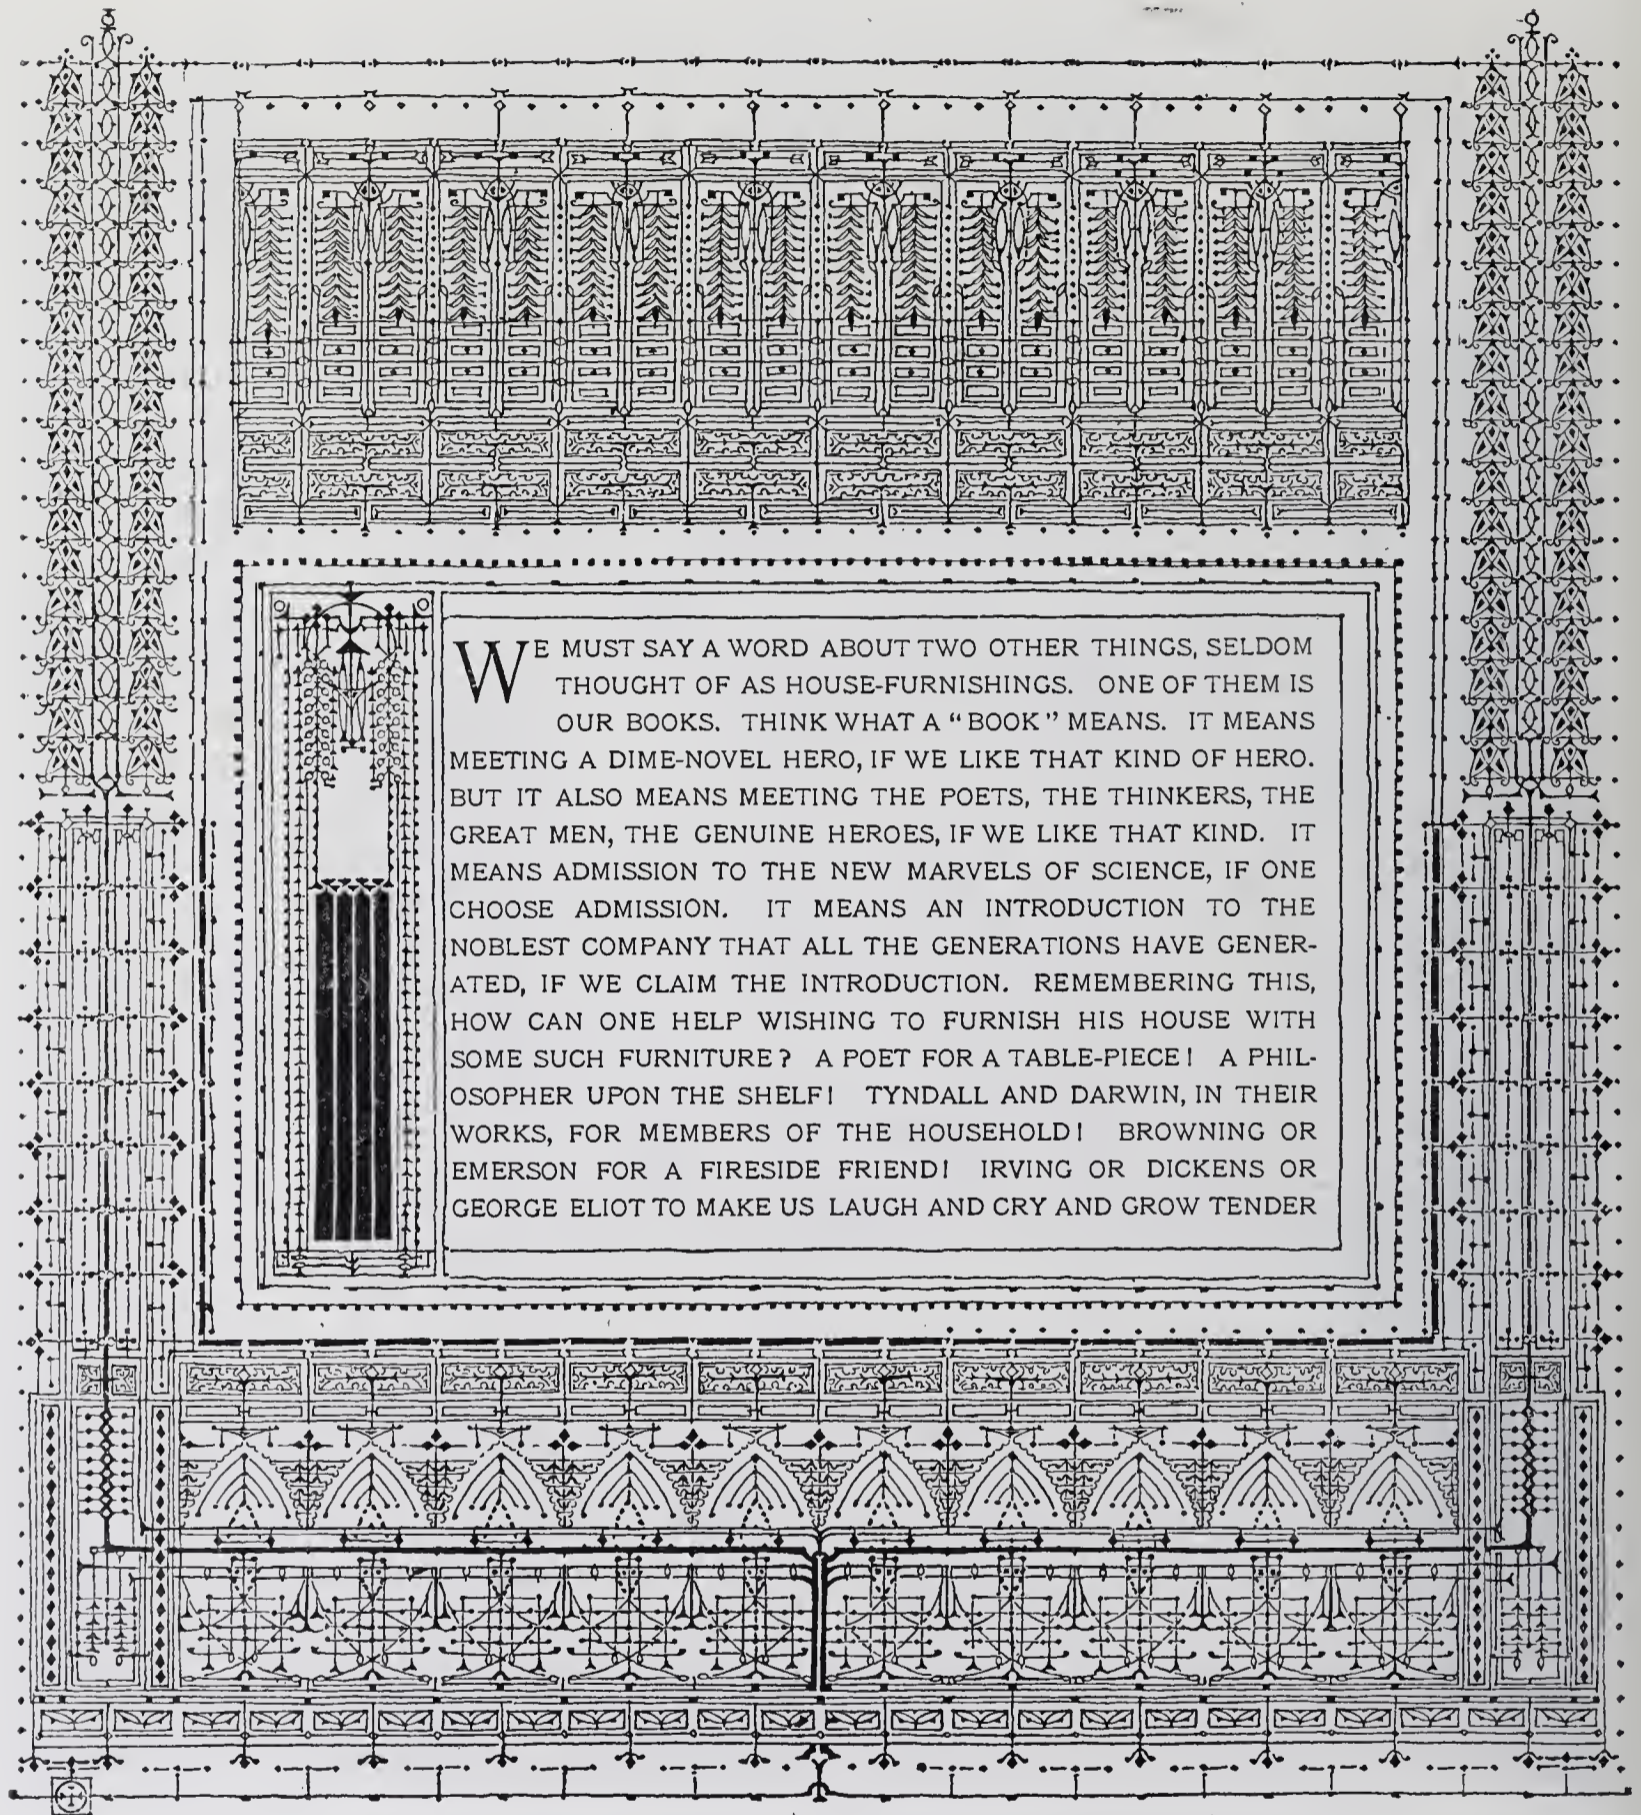 WE MUST SAY A WORD ABOUT TWO OTHER THINGS, SELDOM
THOUGHT OF AS HOUSE-FURNISHINGS. ONE OF THEM IS
OUR BOOKS. THINK WHAT A “BOOK” MEANS. IT MEANS
MEETING A DIME-NOVEL HERO, IF WE LIKE THAT KIND OF HERO.
BUT IT ALSO MEANS MEETING THE POETS, THE THINKERS, THE
GREAT MEN, THE GENUINE HEROES, IF WE LIKE THAT KIND. IT
MEANS ADMISSION TO THE NEW MARVELS OF SCIENCE, IF ONE
CHOOSE ADMISSION. IT MEANS AN INTRODUCTION TO THE
NOBLEST COMPANY THAT ALL THE GENERATIONS HAVE GENER-
ATED, IF WE CLAIM THE INTRODUCTION. REMEMBERING THIS,
HOW CAN ONE HELP WISHING TO FURNISH HIS HOUSE WITH
SOME SUCH FURNITURE? A POET FOR A TABLE-PIECE! A PHIL-
OSOPHER UPON THE SHELF! TYNDALL AND DARWIN, IN THEIR
WORKS, FOR MEMBERS OF THE HOUSEHOLD! BROWNING OR
EMERSON FOR A FIRESIDE FRIEND! IRVING OR DICKENS OR
GEORGE ELIOT TO MAKE US LAUGH AND CRY AND GROW TENDER